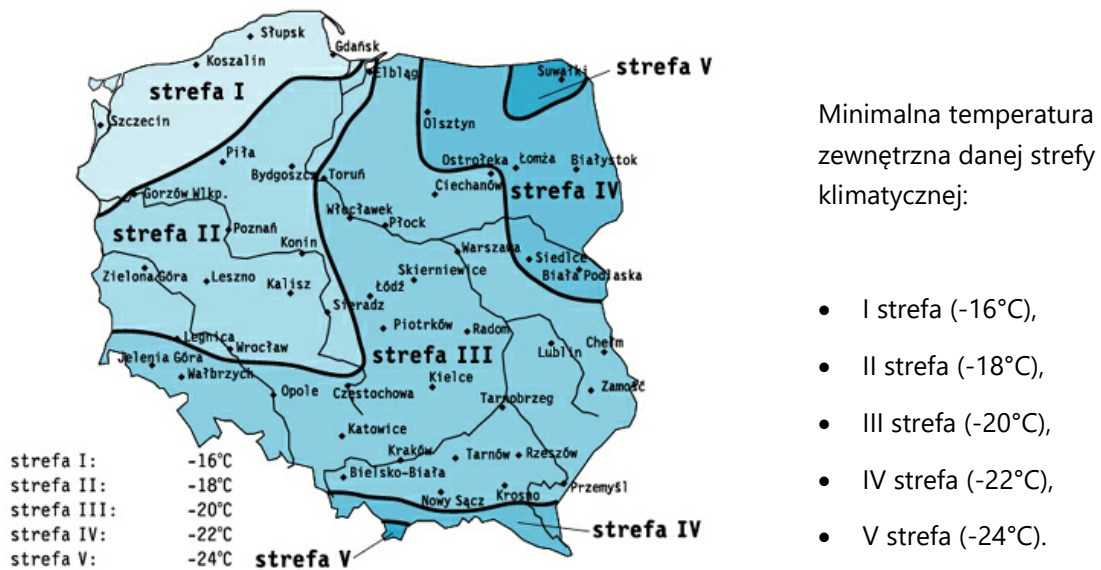 Słupsk
Gdańsk
Koszalin
Elbląg
Suwałki
strefa V
strefa I
Szczecin
Olsztyn
Piła
Ostrołęka
Łomża
Białystok
Bydgoszcz
Toruń
Ciechanów
strefa IV
Gorzów Wlkp.
Włocławek
Płock
strefa II
Poznań
Konin
Warszawa
Siedlce
Skierniewice
Biała Podlaska
Zielona Góra
Leszno
Kalisz
Łódź
Sieradz
Piotrków
Radom
Legnica
Wrocław
strefa III
Lublin
Chełm
Jelenia Góra
Wałbrzych
Opole
Częstochowa
Kielce
Zamość
Tarnobrzeg
Katowice
Kraków
Tarnów
Rzeszów
Bielsko-Biała
Nowy Sącz
Krosno
Przemyśl
strefa IV
strefa V
strefa I: -16°C
strefa II: -18°C
strefa III: -20°C
strefa IV: -22°C
strefa V: -24°C
Minimalna temperatura
zewnętrzna danej strefy
klimatycznej:
• I strefa (-16°C),
• II strefa (-18°C),
• III strefa (-20°C),
• IV strefa (-22°C),
• V strefa (-24°C).